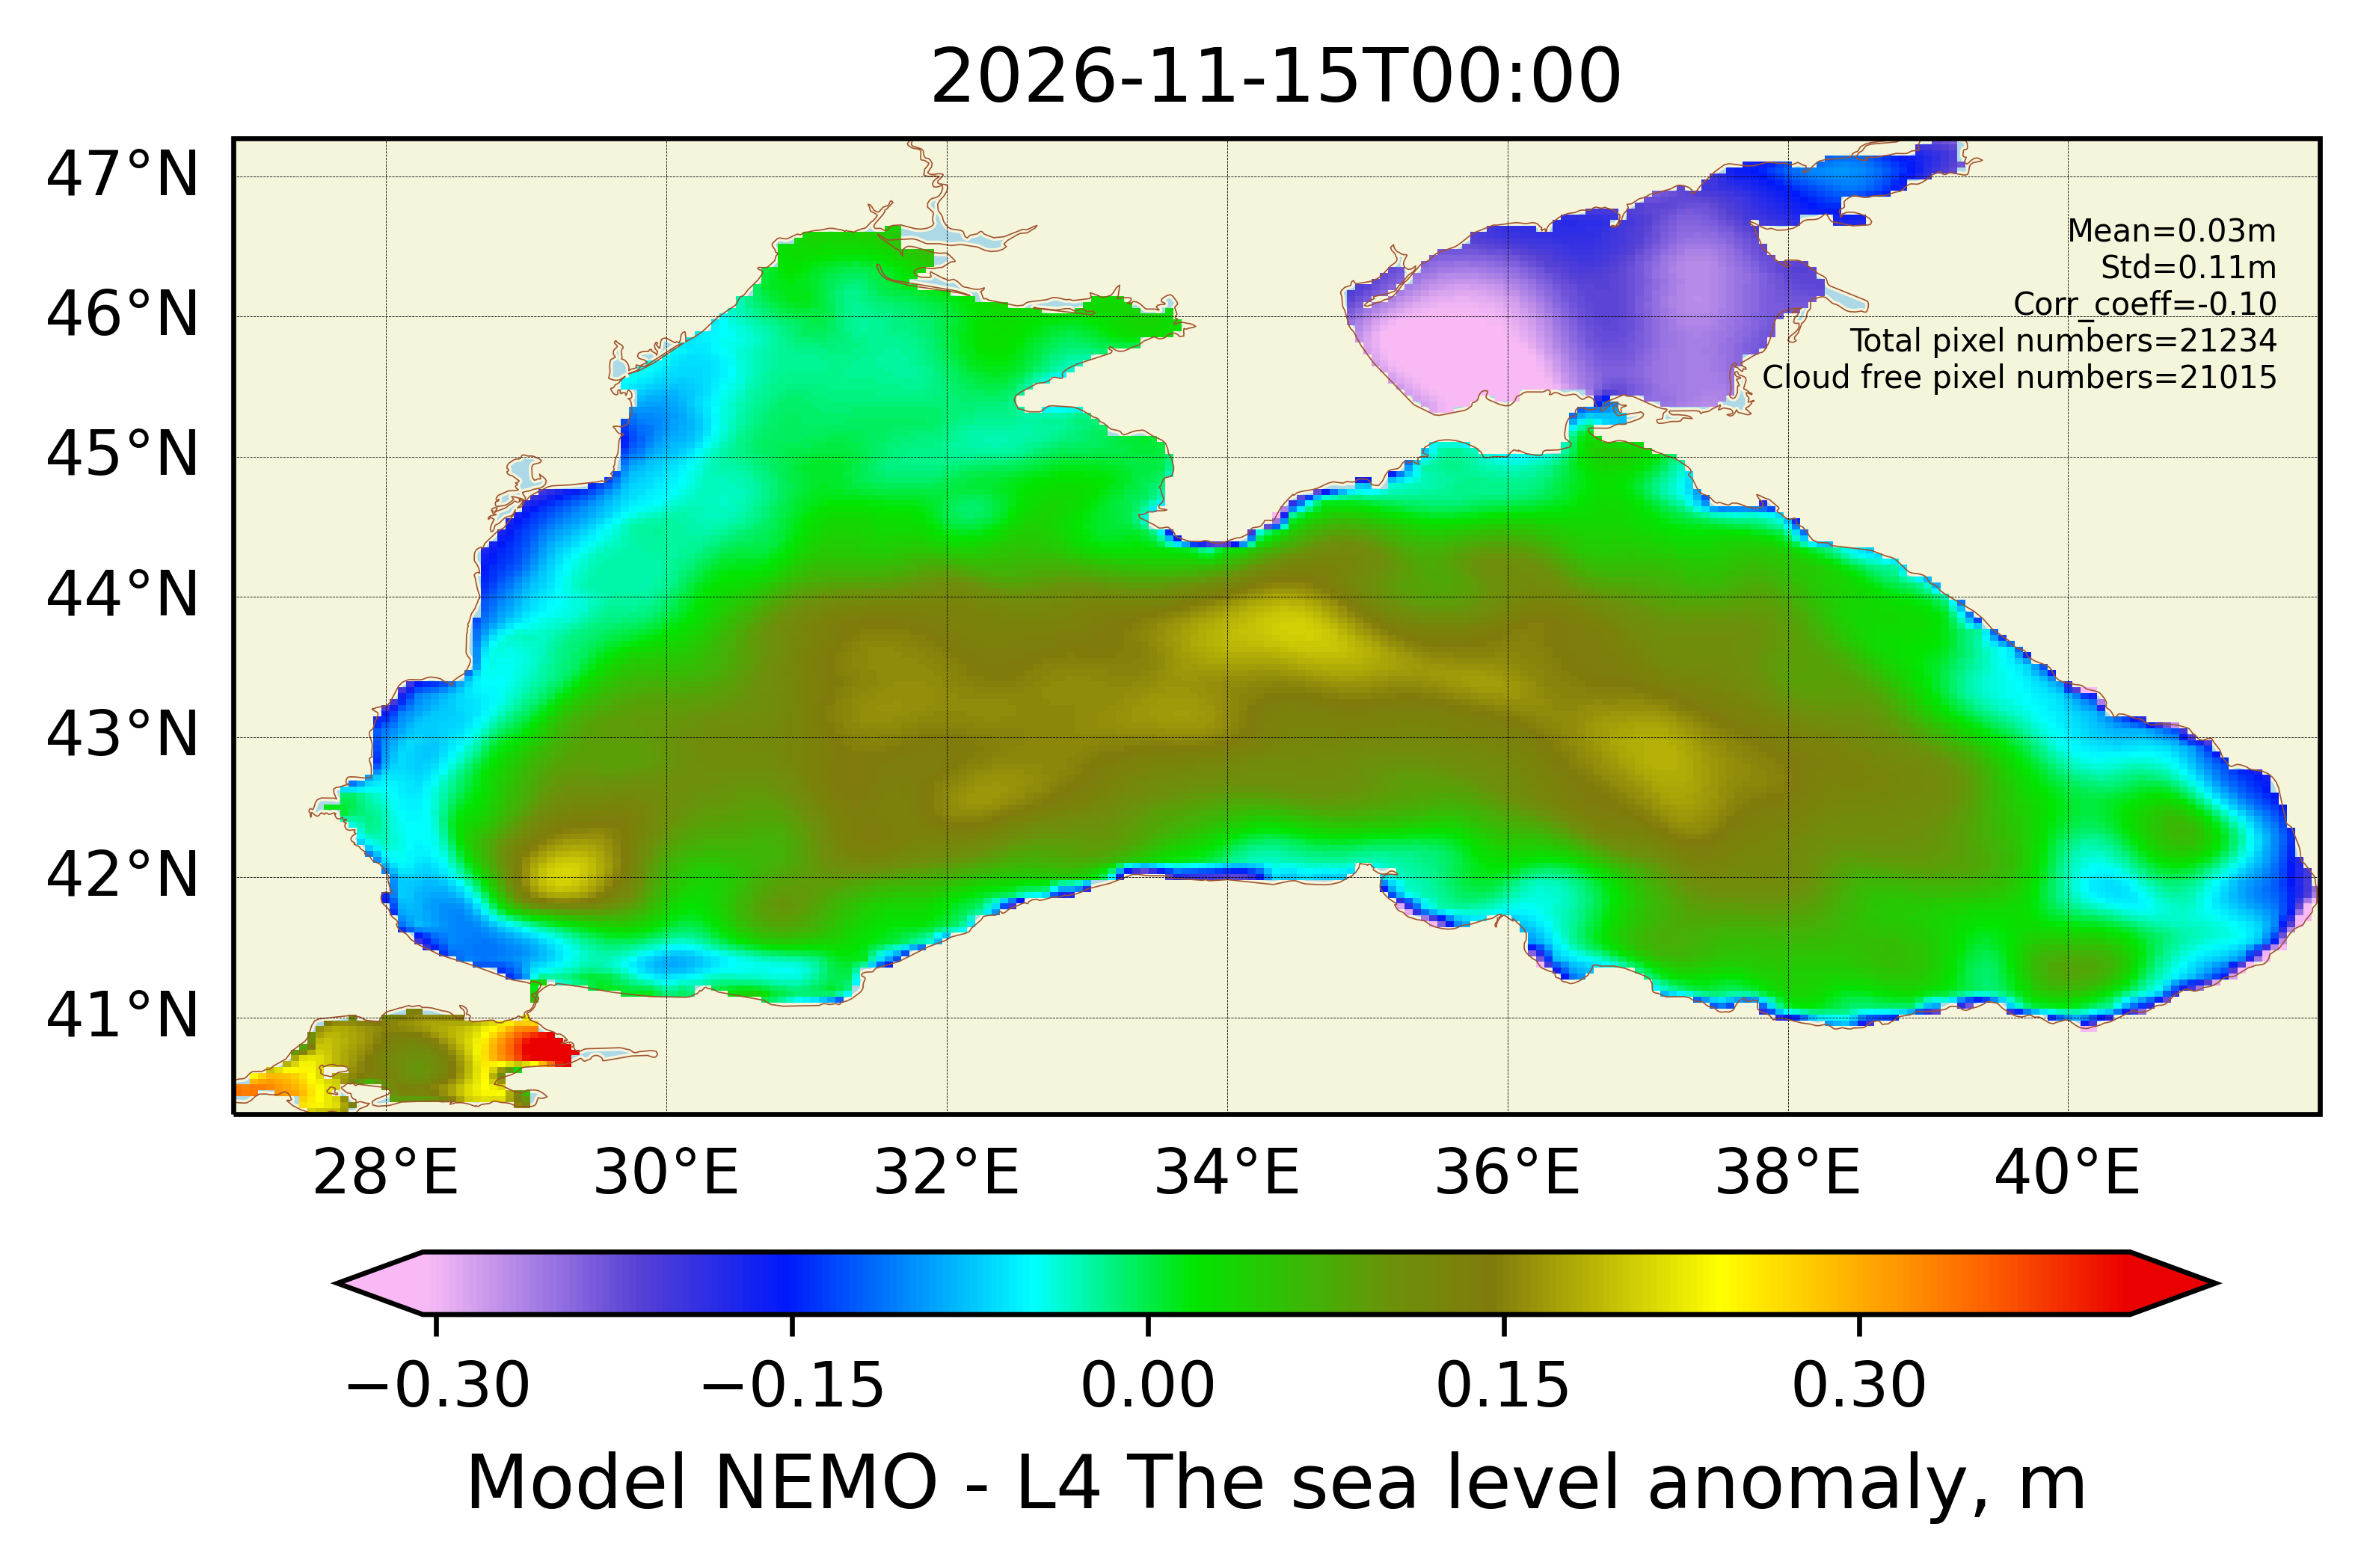 2026-11-15T00:00
47°N
46°N
45°N
44°N
43°N
42°N
41°N
Mean=0.03m
Std=0.11m
Corr_coeff=-0.10
Total pixel numbers=21234
Cloud free pixel numbers=21015
28°E 30°E 32°E 34°E 36°E 38°E 40°E
−0.30 −0.15 0.00 0.15 0.30
Model NEMO - L4 The sea level anomaly, m